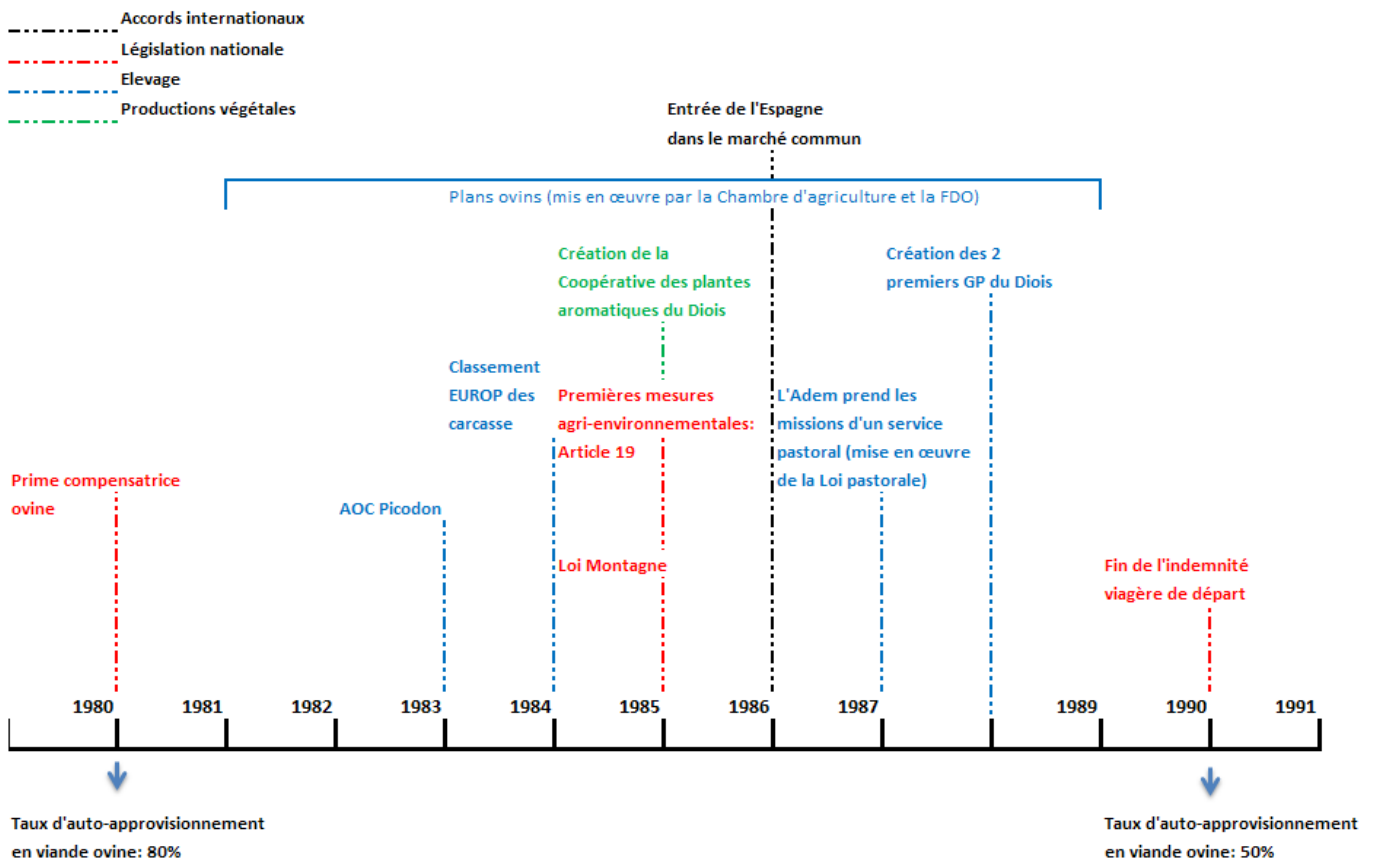 Accords internationaux
Législation nationale
Elevage
Productions végétales
Entrée de l'Espagne
dans le marché commun
Plans ovins (mis en œuvre par la Chambre d'agriculture et la FDO)
Création de la
Coopérative des plantes
aromatiques du Diois
Création des 2
premiers GP du Diois
Classement
EUROP des
carcasse
Premières mesures
agri-environnementales:
Article 19
L'Adem prend les
missions d'un service
pastoral (mise en œuvre
de la Loi pastorale)
Prime compensatrice
ovine
AOC Picodon
Loi Montagne
Fin de l'indemnité
viagère de départ
1980 1981 1982 1983 1984 1985 1986 1987 1989 1990 1991
Taux d'auto-approvisionnement
en viande ovine: 80%
Taux d'auto-approvisionnement
en viande ovine: 50%